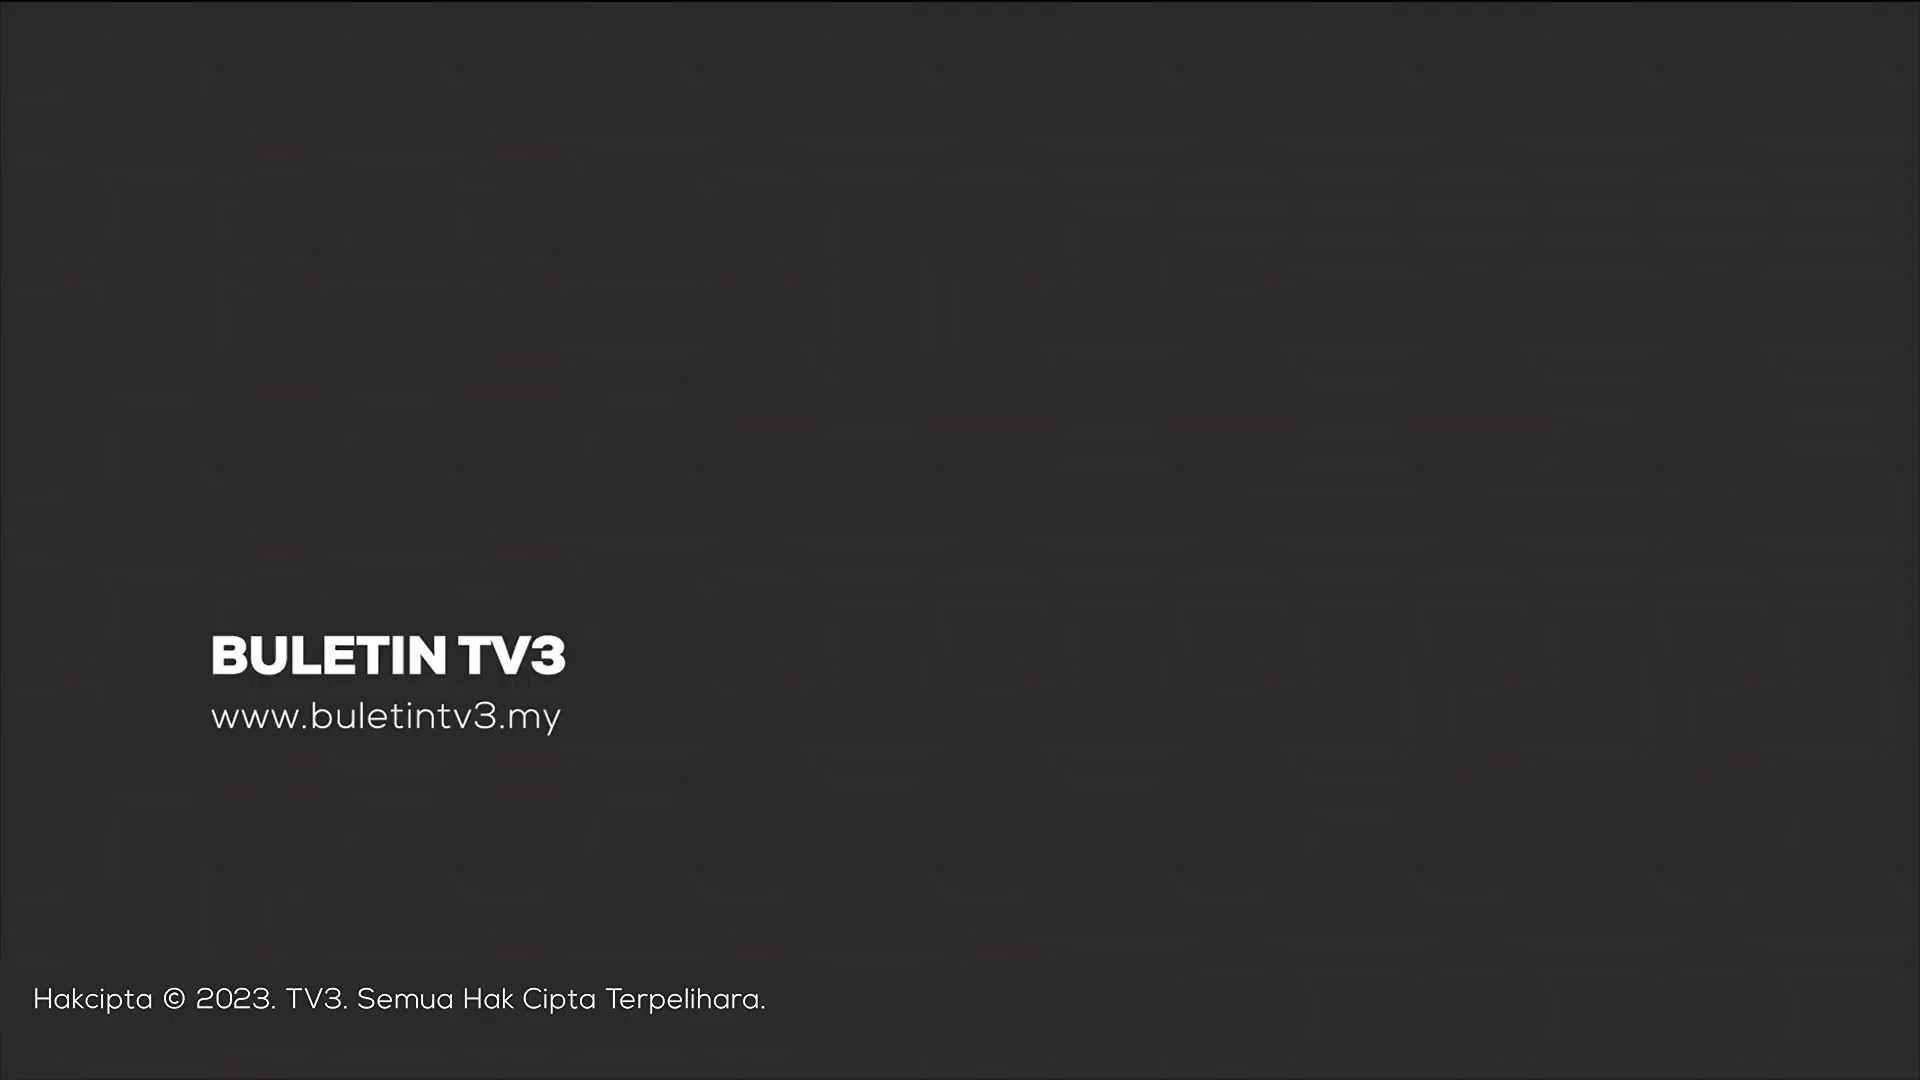 BULETIN TV3
www.buletintv3.my
Hakcipta © 2023. TV3. Semua Hak Cipta Terpelihara.